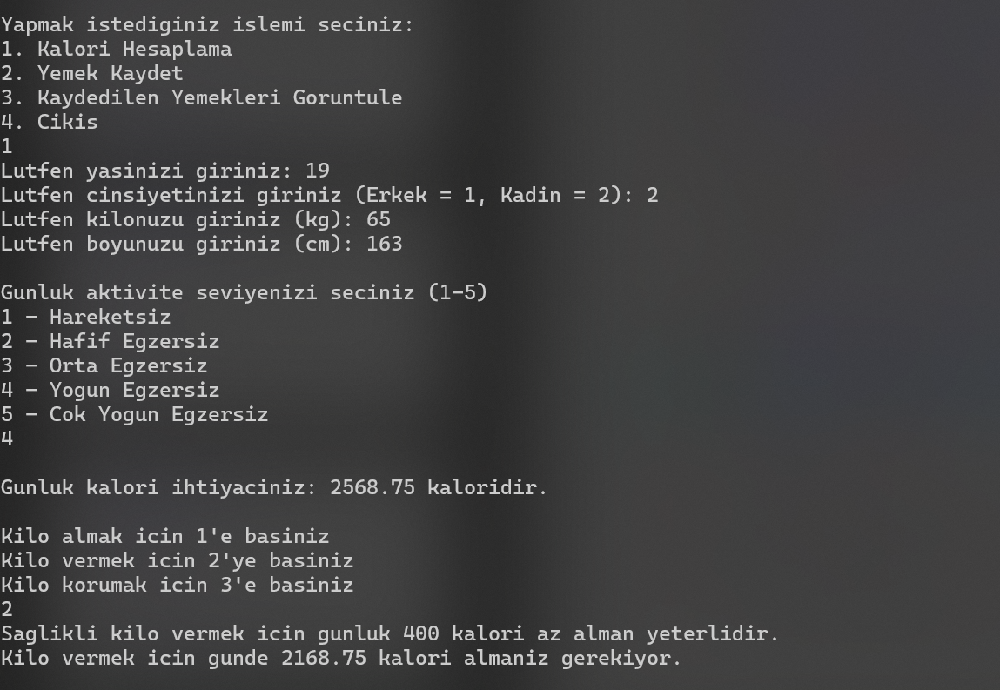 Yapmak istediginiz islemi seciniz:
1. Kalori Hesaplama
2. Yemek Kaydet
3. Kaydedilen Yemekleri Goruntule
4. Cikis
1
Lutfen yasinizi giriniz: 19
Lutfen cinsiyetinizi giriniz (Erkek = 1, Kadin = 2): 2
Lutfen kilonuzu giriniz (kg): 65
Lutfen boyunuzu giriniz (cm): 163
Gunluk aktivite seviyenizi seciniz (1-5)
1 - Hareketsiz
2 - Hafif Egzersiz
3 - Orta Egzersiz
4 - Yogun Egzersiz
5 - Cok Yogun Egzersiz
4
Gunluk kalori ihtiyaciniz: 2568.75 kaloridir.
Kilo almak icin 1'e basiniz
Kilo vermek icin 2'ye basiniz
Kilo korumak icin 3'e basiniz
2
Saglikli kilo vermek icin gunluk 400 kalori az alman yeterlidir.
Kilo vermek icin gunde 2168.75 kalori almaniz gerekiyor.